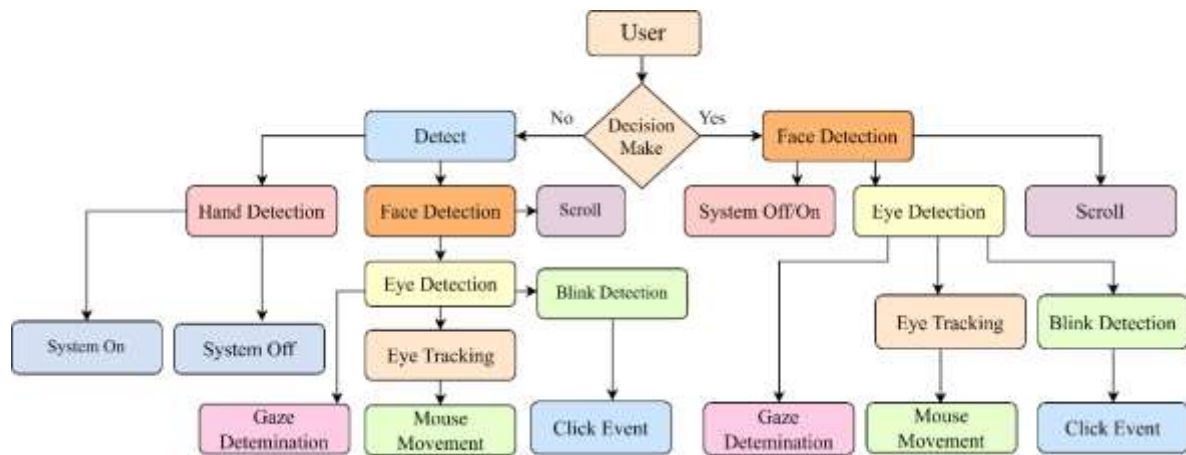 User
No
Decision
Make
Yes
Detect
Face Detection
Hand Detection
Face Detection
Scroll
System Off/On
Eye Detection
Scroll
Eye Detection
Blink Detection
System On
System Off
Eye Tracking
Eye Tracking
Blink Detection
Gaze
Detemination
Mouse
Movement
Click Event
Gaze
Detemination
Mouse
Movement
Click Event